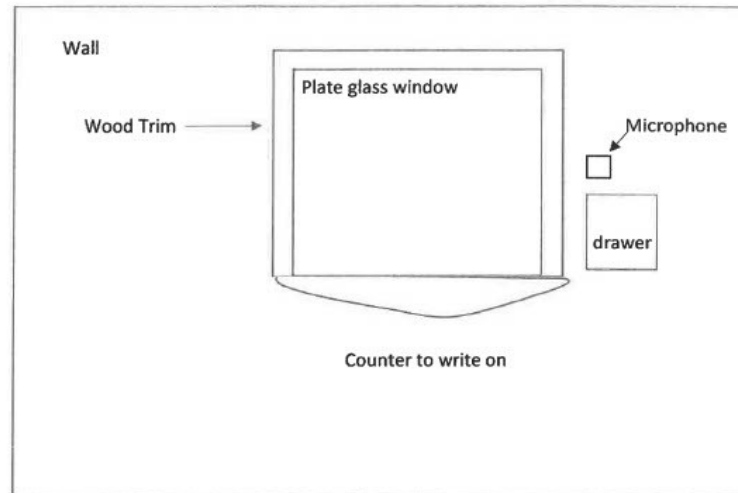 Wall
Plate glass window
Wood Trim
Microphone
drawer
Counter to write on